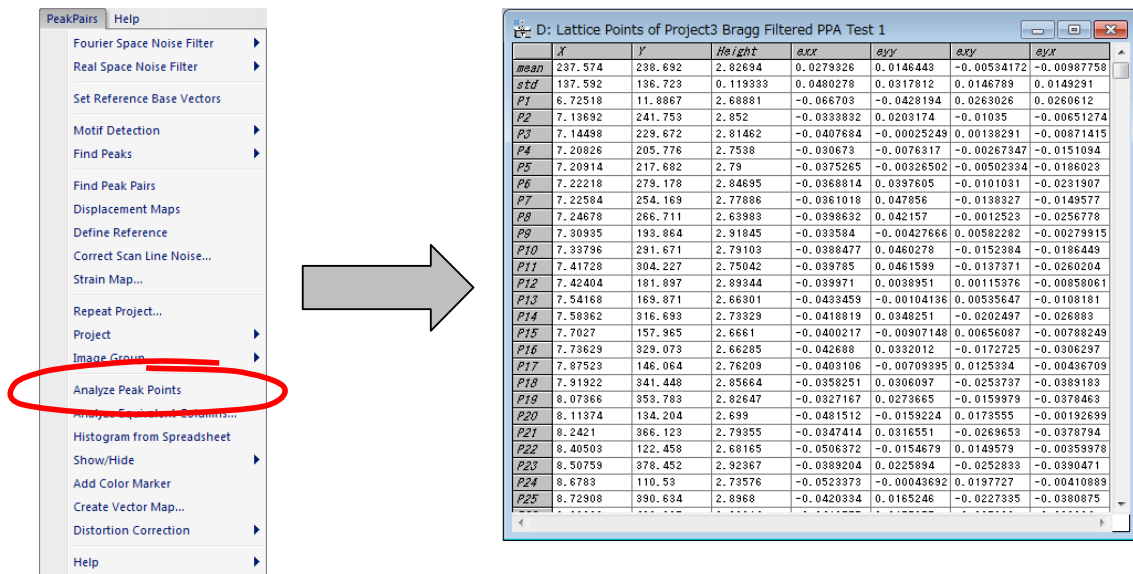 PeakPairs Help
Fourier Space Noise Filter
Real Space Noise Filter
Set Reference Base Vectors
Motif Detection
Find Peaks
Find Peak Pairs
Displacement Maps
Define Reference
Correct Scan Line Noise...
Strain Map...
Repeat Project...
Project
Image Group
Analyze Peak Points
Analyze Equivalent Columns...
Histogram from Spreadsheet
Show/Hide
Add Color Marker
Create Vector Map...
Distortion Correction
Help
D: Lattice Points of Project3 Bragg Filtered PPA Test 1
X Y Height exx eyy exy eyx
mean 237.574 238.692 2.82694 0.0279326 0.0146443 -0.00534172 -0.00987758
std 137.592 136.723 0.119333 0.0480278 0.0317812 0.0146789 0.0149291
P1 6.72518 11.8867 2.68881 -0.066703 -0.0428194 0.0263026 0.0260612
P2 7.13692 241.753 2.852 -0.0333832 0.0203174 -0.01035 -0.00651274
P3 7.14498 229.672 2.81462 -0.0407684 -0.00025249 0.00138291 -0.00871415
P4 7.20826 205.776 2.7538 -0.030673 -0.0076317 -0.00267347 -0.0151094
P5 7.20914 217.682 2.79 -0.0375265 -0.00326502 -0.00502334 -0.0186023
P6 7.22218 279.178 2.84695 -0.0368814 0.0397605 -0.0101031 -0.0231907
P7 7.22584 254.169 2.77886 -0.0361018 0.047856 -0.0138327 -0.0149577
P8 7.24678 266.711 2.63983 -0.0398632 0.042157 -0.0012523 -0.0256778
P9 7.30935 193.864 2.91845 -0.033584 -0.00427666 0.00582282 -0.00279915
P10 7.33796 291.671 2.79103 -0.0388477 0.0460278 -0.0152384 -0.0186449
P11 7.41728 304.227 2.75042 -0.039785 0.0461599 -0.0137371 -0.0260204
P12 7.42404 181.897 2.89344 -0.039971 0.0038951 0.00115376 -0.00858061
P13 7.54168 169.871 2.66301 -0.0433459 -0.00104136 0.00535647 -0.0108181
P14 7.58362 316.693 2.73329 -0.0418819 0.0348251 -0.0202497 -0.026883
P15 7.7027 157.965 2.6661 -0.0400217 -0.00907148 0.00656087 -0.00788249
P16 7.73629 329.073 2.66285 -0.042688 0.0332012 -0.0172725 -0.0306297
P17 7.87523 146.064 2.76209 -0.0403106 -0.00709395 0.0125334 -0.00436709
P18 7.91922 341.448 2.85664 -0.0358251 0.0306097 -0.0253737 -0.0389183
P19 8.07366 353.783 2.82647 -0.0327167 0.0273665 -0.0159979 -0.0378463
P20 8.11374 134.204 2.699 -0.0481512 -0.0159224 0.0173555 -0.00192699
P21 8.2421 366.123 2.79355 -0.0347414 0.0316551 -0.0269653 -0.0378794
P22 8.40503 122.458 2.68165 -0.0506372 -0.0154679 0.0149579 -0.00359978
P23 8.50759 378.452 2.92367 -0.0389204 0.0225894 -0.0252833 -0.0390471
P24 8.6783 110.53 2.73576 -0.0523373 -0.00043692 0.0197727 -0.00410889
P25 8.72908 390.634 2.8968 -0.0420334 0.0165246 -0.0227335 -0.0380875